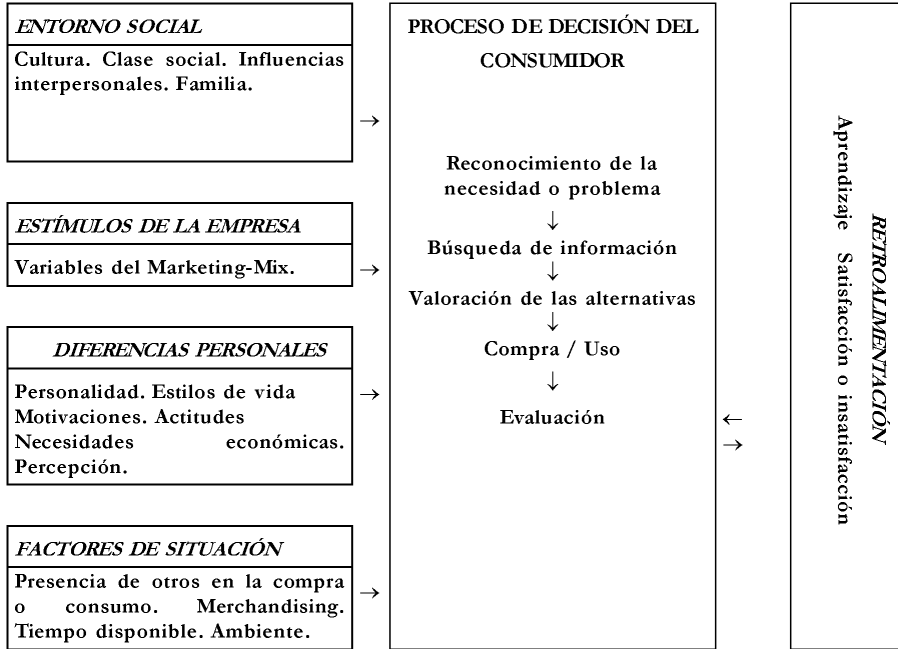 ENTORNO SOCIAL
Cultura. Clase social. Influencias
interpersonales. Familia.
→
ESTÍMULOS DE LA EMPRESA
Variables del Marketing-Mix.
→
DIFERENCIAS PERSONALES
Personalidad. Estilos de vida
Motivaciones. Actitudes
Necesidades económicas.
Percepción.
→
FACTORES DE SITUACIÓN
Presencia de otros en la compra
o consumo. Merchandising.
Tiempo disponible. Ambiente.
→
PROCESO DE DECISIÓN DEL
CONSUMIDOR
Reconocimiento de la
necesidad o problema
↓
Búsqueda de información
↓
Valoración de las alternativas
↓
Compra / Uso
↓
Evaluación
←
→
RETROALIMENTACIÓN
Aprendizaje Satisfacción o insatisfacción